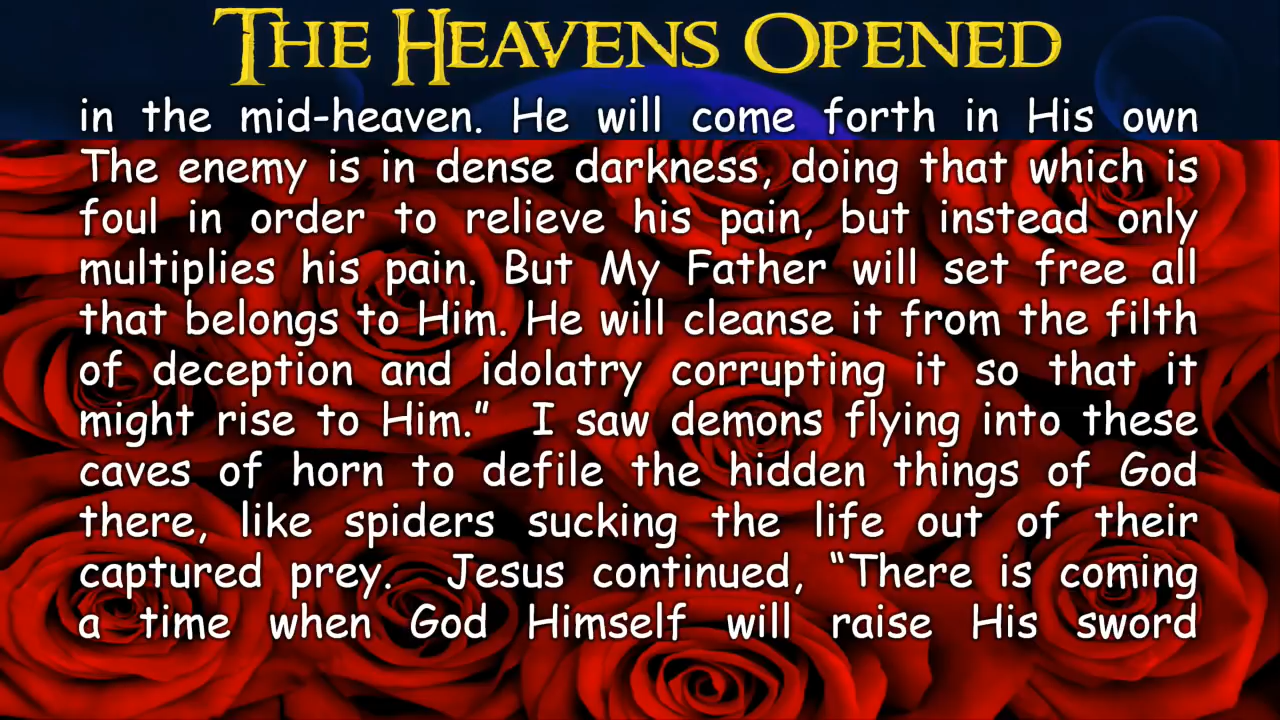 THE HEAVENS OPENED
in the mid-heaven. He will come forth in His own
The enemy is in dense darkness, doing that which is
foul in order to relieve his pain, but instead only
multiplies his pain. But My Father will set free all
that belongs to Him. He will cleanse it from the filth
of deception and idolatry corrupting it so that it
might rise to Him.” I saw demons flying into these
caves of horn to defile the hidden things of God
there, like spiders sucking the life out of their
captured prey. Jesus continued, “There is coming
a time when God Himself will raise His sword